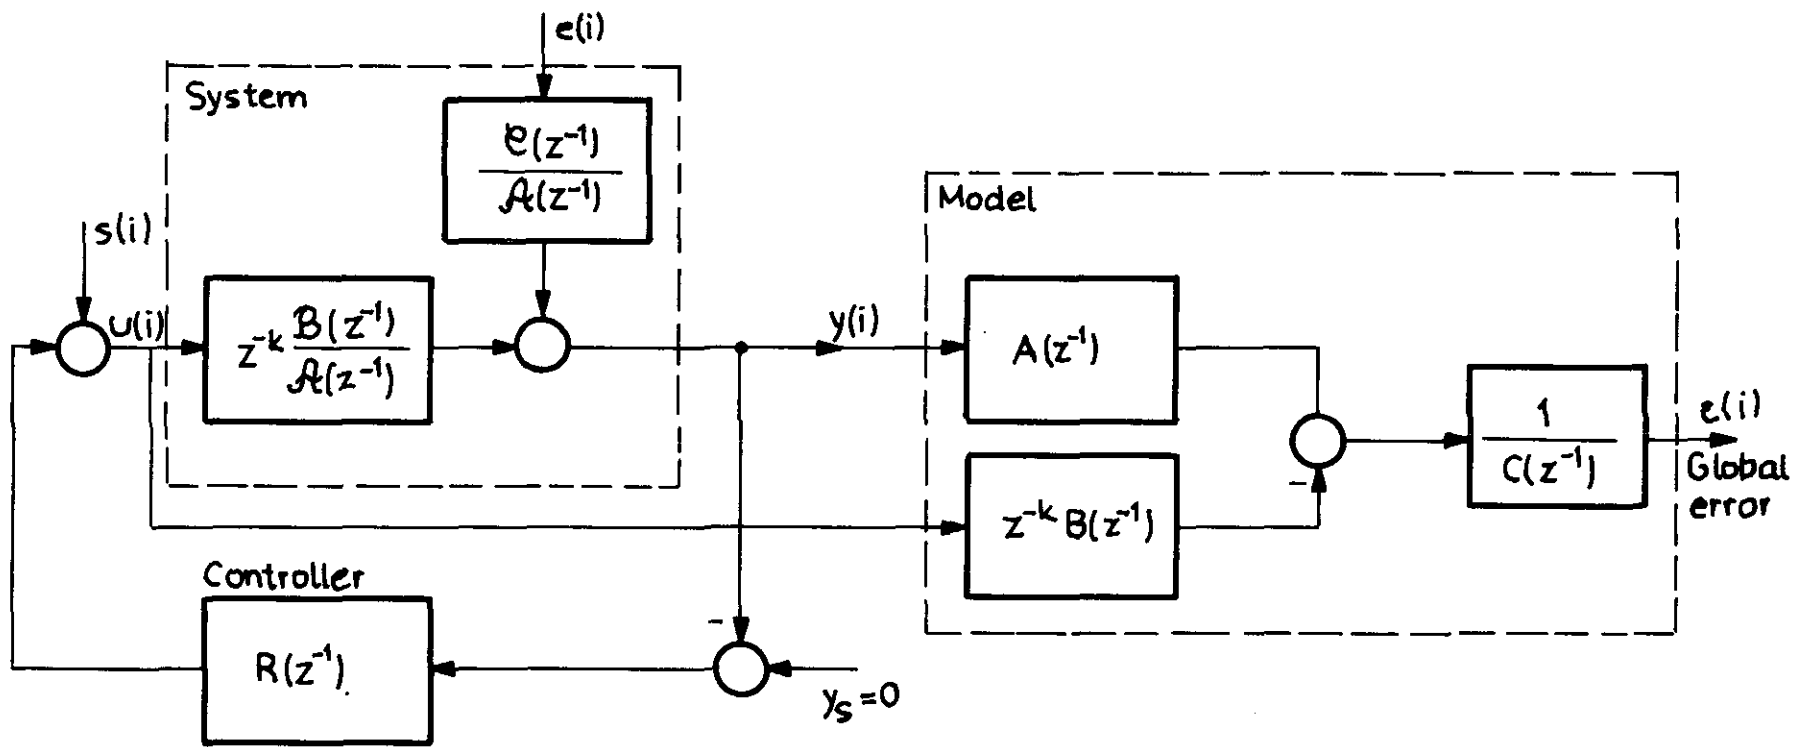 e(i)
System
𝒞(z⁻¹)
𝒜(z⁻¹)
s(i)
u(i)
z⁻ᵏ ℬ(z⁻¹)
𝒜(z⁻¹)
y(i)
Model
A(z⁻¹)
z⁻ᵏ B(z⁻¹)
-
1
C(z⁻¹)
ε(i)
Global
error
Controller
R(z⁻¹).
-
yₛ=0